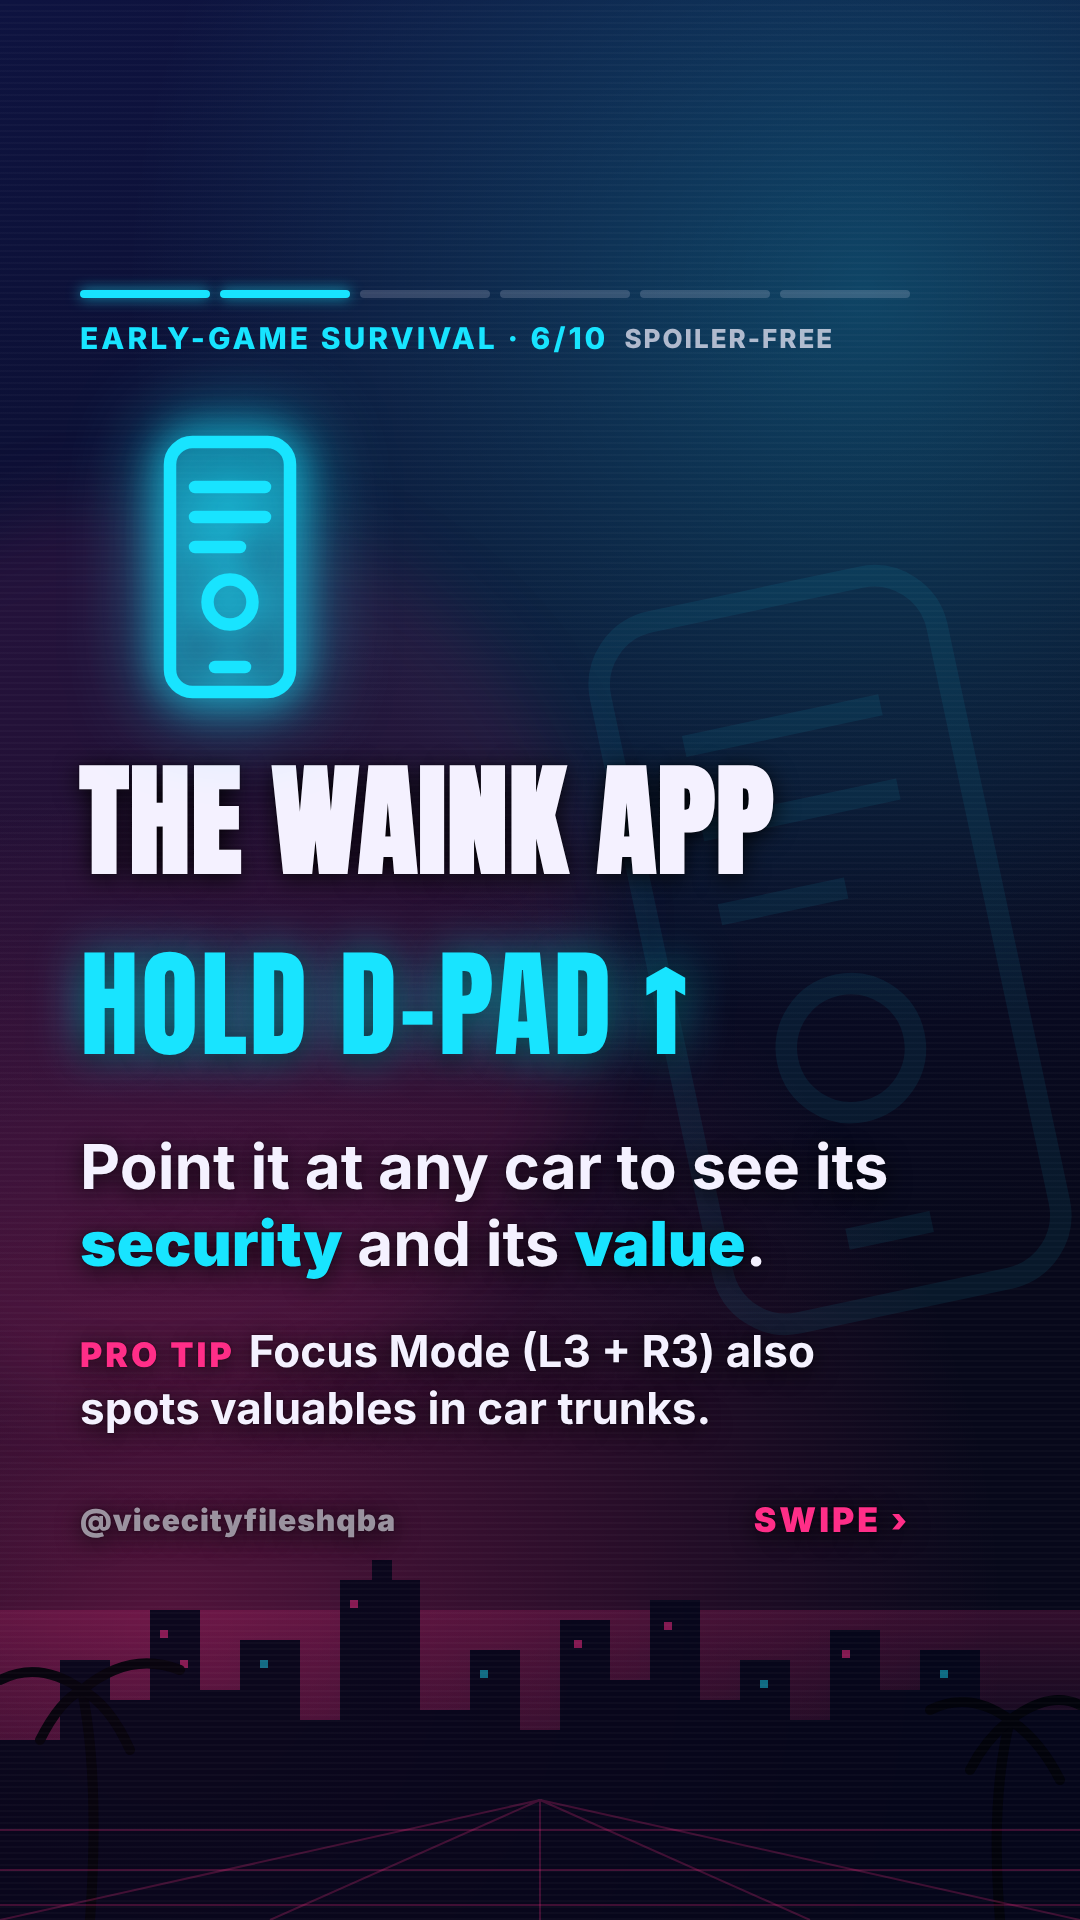 EARLY-GAME SURVIVAL · 6/10 SPOILER-FREE
THE WAINK APP
HOLD D-PAD ↑
Point it at any car to see its
security and its value.
PRO TIP Focus Mode (L3 + R3) also
spots valuables in car trunks.
@vicecityfileshqba
SWIPE ›